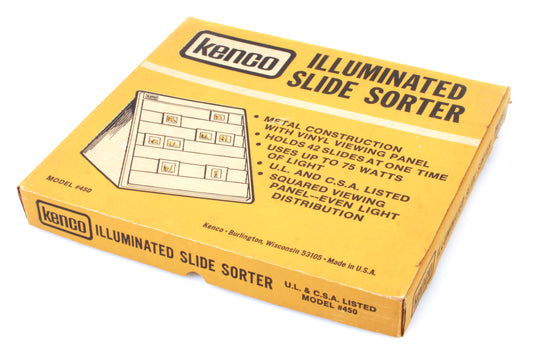 kenco
ILLUMINATED
SLIDE SORTER
• METAL CONSTRUCTION
WITH VINYL VIEWING PANEL
• HOLDS 42 SLIDES AT ONE TIME
• USES UP TO 75 WATTS
OF LIGHT
• U.L. AND C.S.A. LISTED
• SQUARED VIEWING
PANEL--EVEN LIGHT
DISTRIBUTION
MODEL #450
Kenco • Burlington, Wisconsin 53105 • Made in U.S.A.
kenco
ILLUMINATED SLIDE SORTER
U.L. & C.S.A. LISTED
MODEL #450